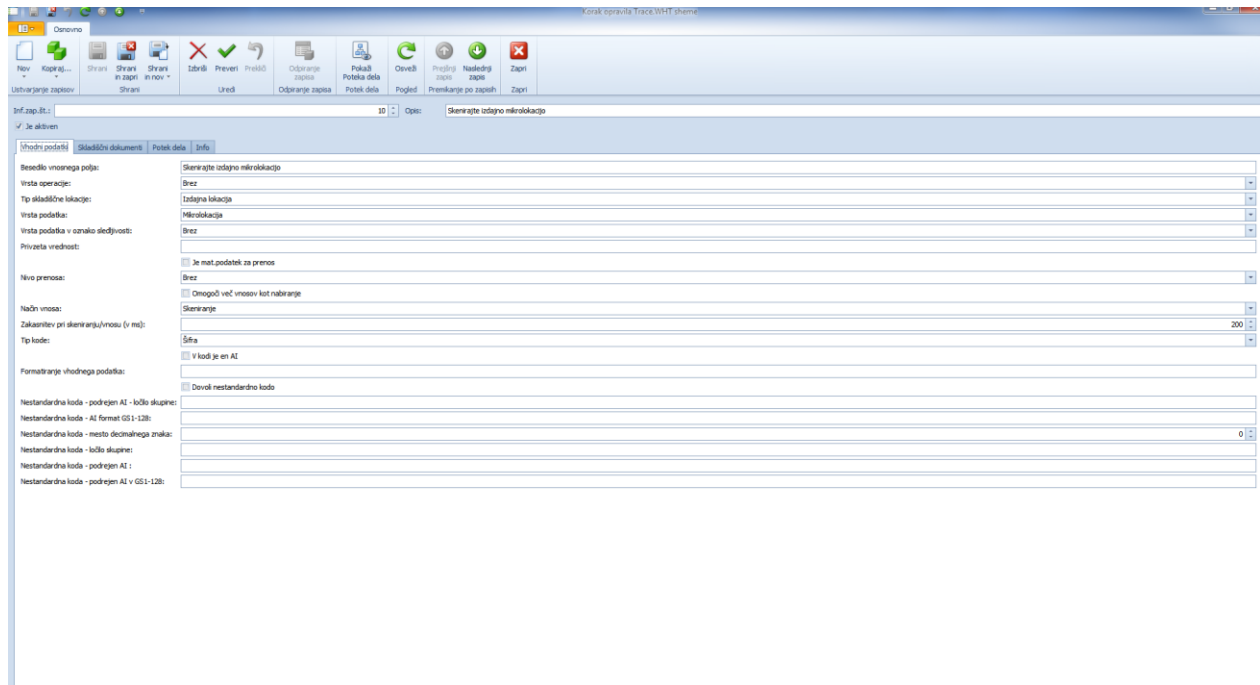 Korak opravila Trace.WHT sheme
Osnovno
Nov Kopiraj... Shrani Shrani in zapri Shrani in nov Izbriši Preveri Prekliči Odpiranje zapisa Pokaži Poteka dela Osveži Prejšnji zapis Naslednji zapis Zapri
Ustvarjanje zapisov Shrani Uredi Odpiranje zapisa Potek dela Pogled Premikanje po zapisih Zapri
Inf.zap.št.: 10 Opis: Skenirajte izdajno mikrolokacijo
Je aktiven
Vhodni podatki Skladiščni dokumenti Potek dela Info
Besedilo vnosnega polja: Skenirajte izdajno mikrolokacijo
Vrsta operacije: Brez
Tip skladiščne lokacije: Izdajna lokacija
Vrsta podatka: Mikrolokacija
Vrsta podatka v oznako sledljivosti: Brez
Privzeta vrednost:
Je mat.podatek za prenos
Nivo prenosa: Brez
Omogoči več vnosov kot nabiranje
Način vnosa: Skeniranje
Zakasnitev pri skeniranju/vnosu (v ms): 200
Tip kode: Šifra
V kodi je en AI
Formatiranje vhodnega podatka:
Dovoli nestandardno kodo
Nestandardna koda - podrejen AI - ločilo skupine:
Nestandardna koda - AI format GS1-128:
Nestandardna koda - mesto decimalnega znaka: 0
Nestandardna koda - ločilo skupine:
Nestandardna koda - podrejen AI :
Nestandardna koda - podrejen AI v GS1-128: